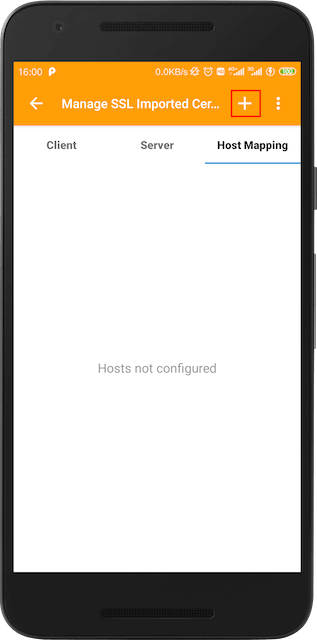 16:00 P 0.0KB/s 4G+ 3G 100
Manage SSL Imported Cer...
Client Server Host Mapping
Hosts not configured